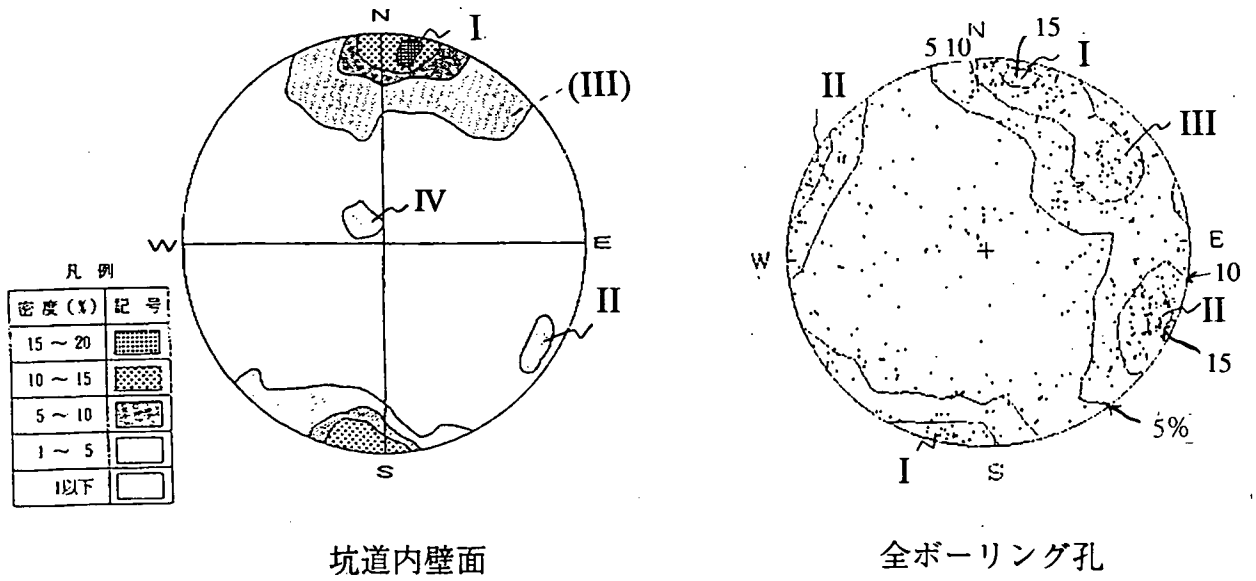 N
I
(III)
IV
W
E
II
S
凡 例
密 度 (%) 記 号
15 ～ 20
10 ～ 15
5 ～ 10
1 ～ 5
1以下
坑道内壁面
5 10 N
15
I
II
III
W
E
10
II
15
5%
I
S
全ボーリング孔